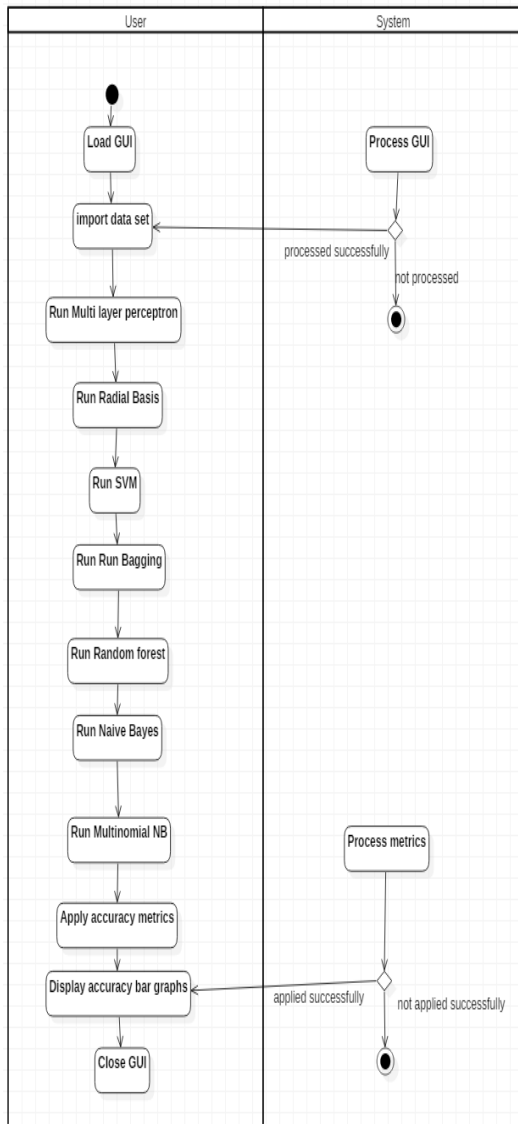 User
System
Load GUI
Process GUI
import data set
processed successfully
not processed
Run Multi layer perceptron
Run Radial Basis
Run SVM
Run Run Bagging
Run Random forest
Run Naive Bayes
Run Multinomial NB
Process metrics
Apply accuracy metrics
Display accuracy bar graphs
applied successfully
not applied successfully
Close GUI